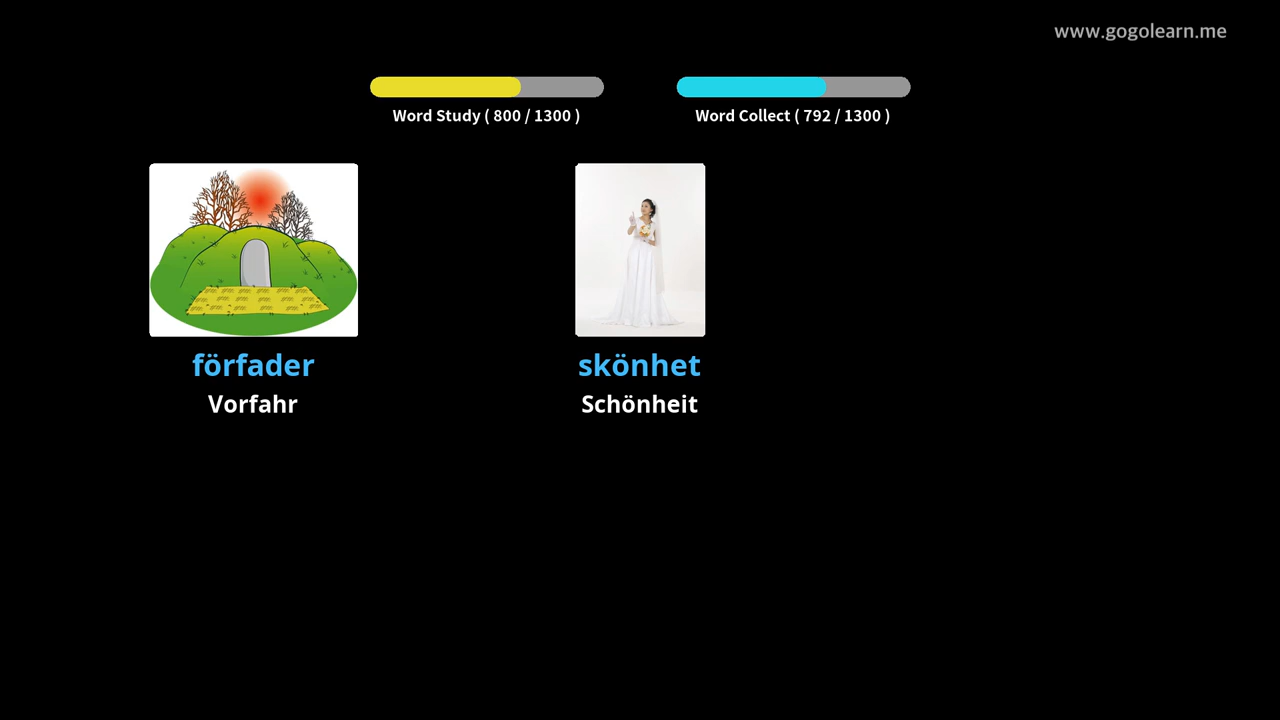 www.gogolearn.me
Word Study ( 800 / 1300 )
Word Collect ( 792 / 1300 )
förfader
Vorfahr
skönhet
Schönheit